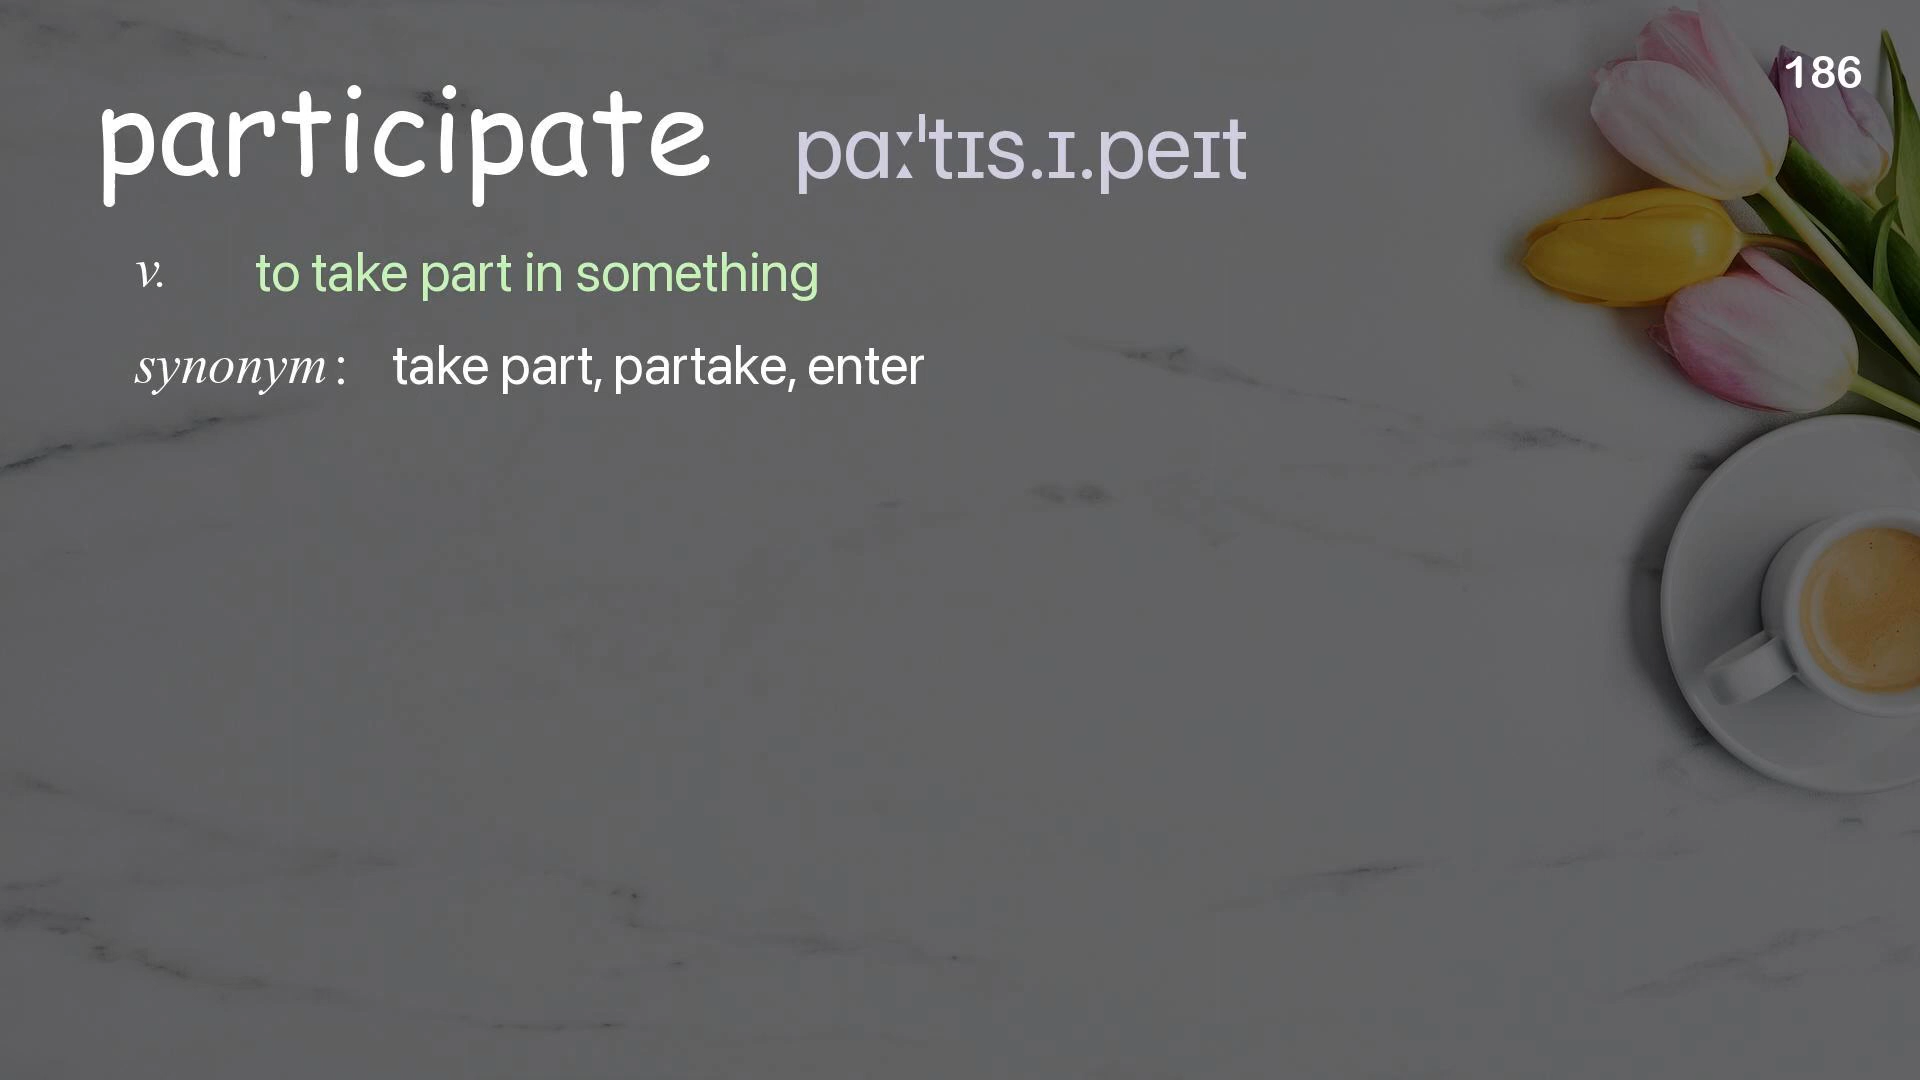 186
participate pɑːˈtɪs.ɪ.peɪt
v. to take part in something
synonym : take part, partake, enter